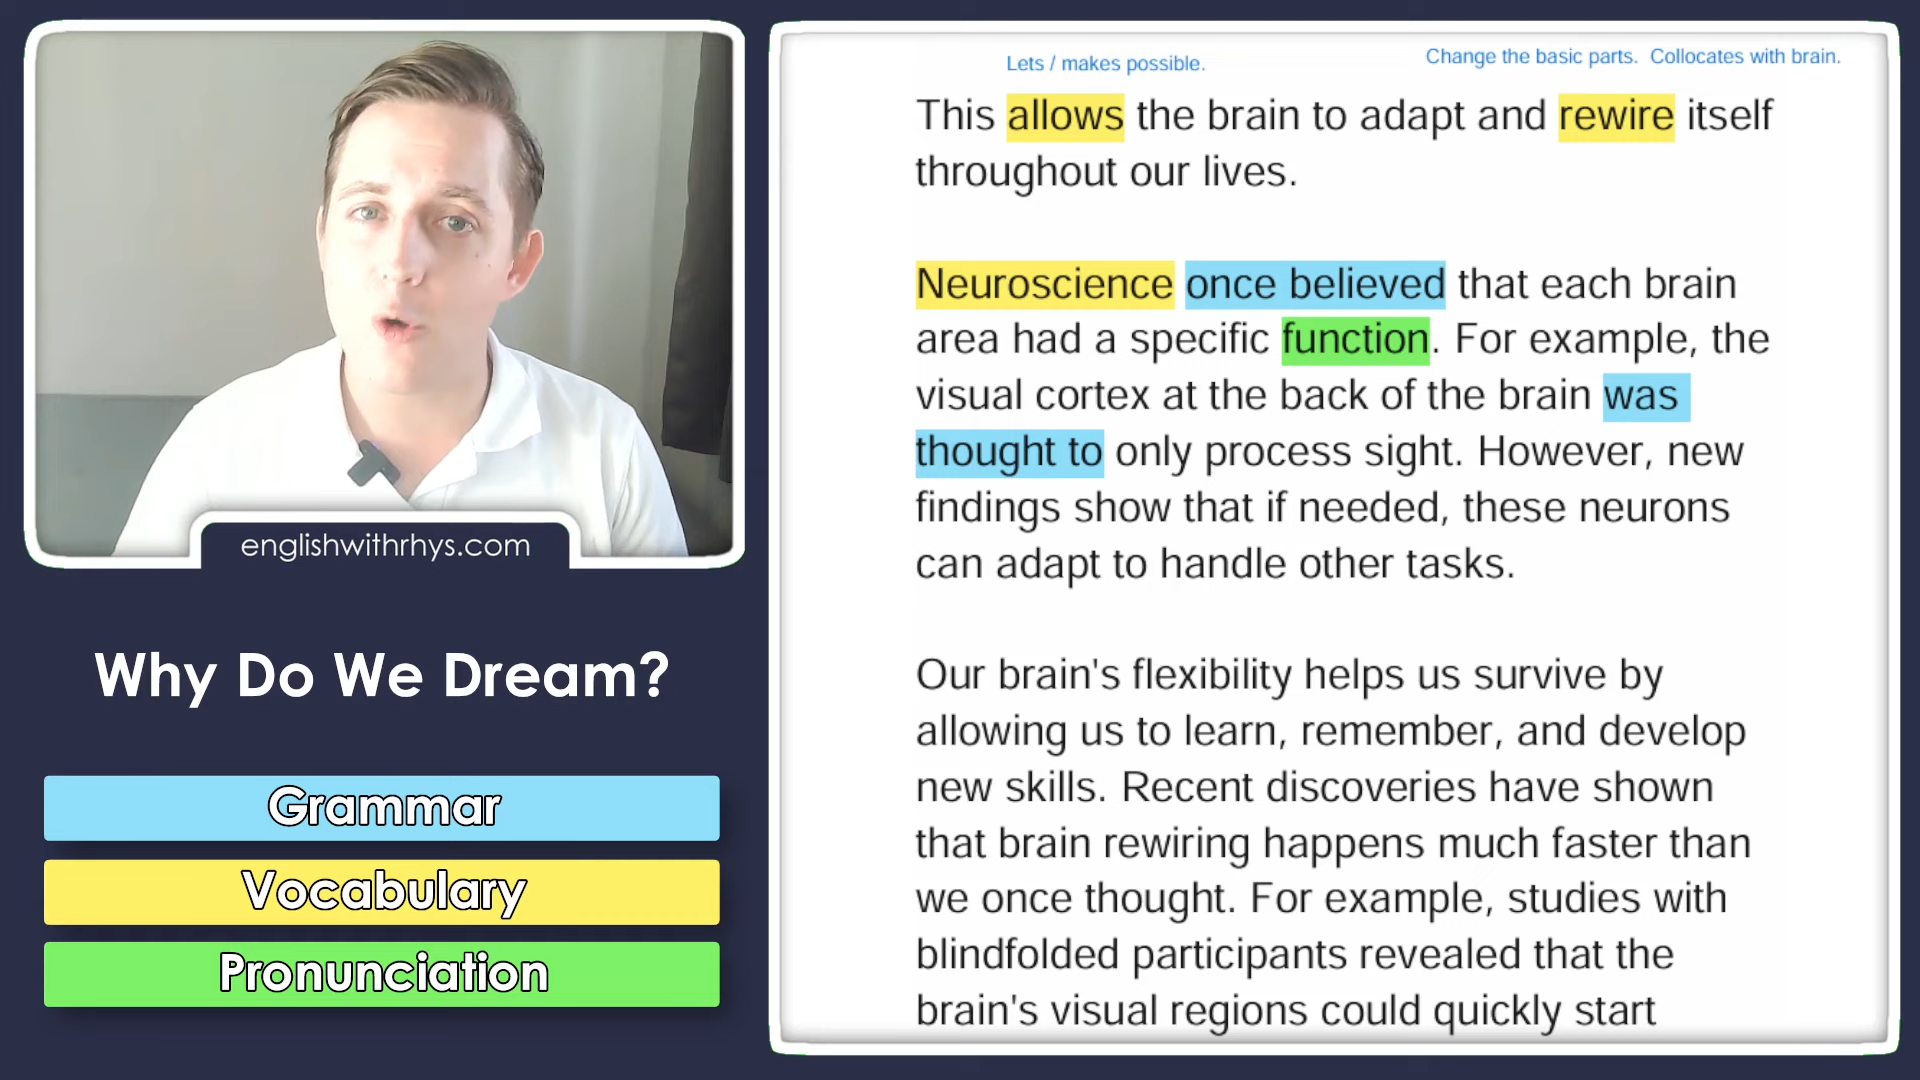 englishwithrhys.com
Why Do We Dream?
Grammar
Vocabulary
Pronunciation
Lets / makes possible.
Change the basic parts. Collocates with brain.
This allows the brain to adapt and rewire itself
throughout our lives.
Neuroscience once believed that each brain
area had a specific function. For example, the
visual cortex at the back of the brain was
thought to only process sight. However, new
findings show that if needed, these neurons
can adapt to handle other tasks.
Our brain's flexibility helps us survive by
allowing us to learn, remember, and develop
new skills. Recent discoveries have shown
that brain rewiring happens much faster than
we once thought. For example, studies with
blindfolded participants revealed that the
brain's visual regions could quickly start